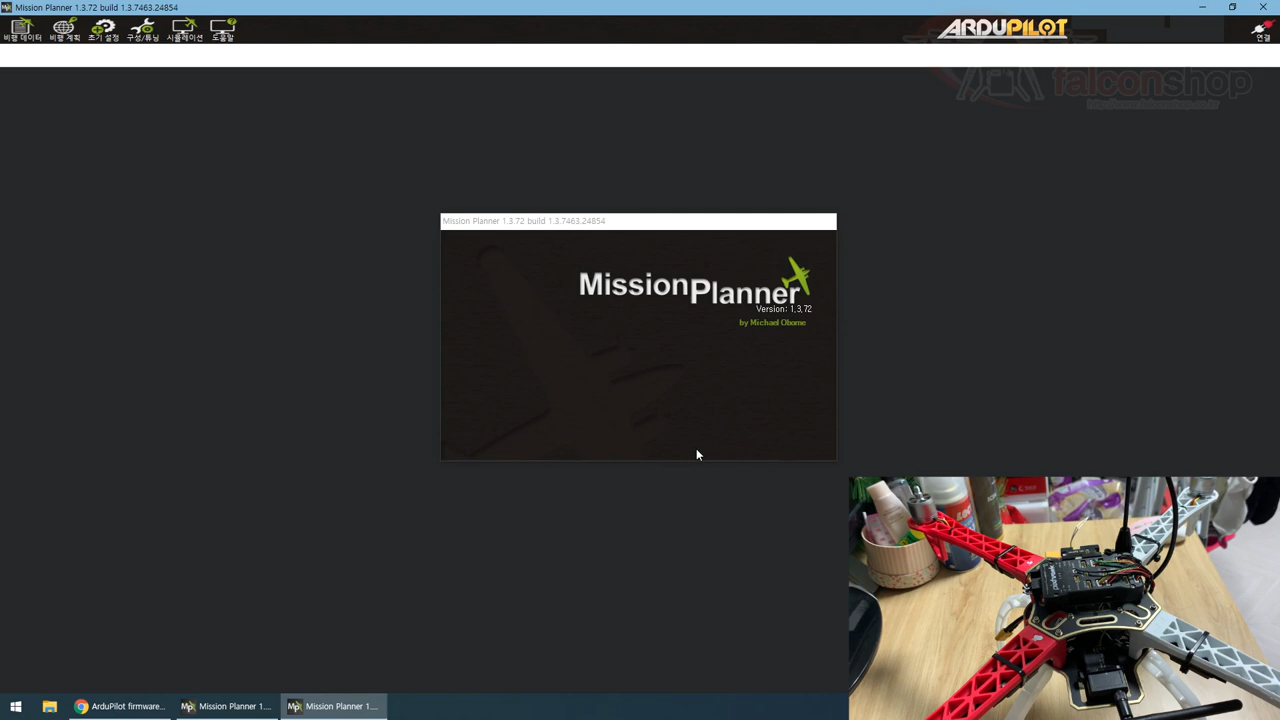 Mission Planner 1.3.72 build 1.3.7463.24854
비행 데이터
비행 계획
초기 설정
구성/튜닝
시뮬레이션
도움말
ARDUPILOT
연결
falconshop
Mission Planner 1.3.72 build 1.3.7463.24854
MissionPlanner
Version: 1.3.72
by Michael Oborne
ArduPilot firmware...
Mission Planner 1....
Mission Planner 1....